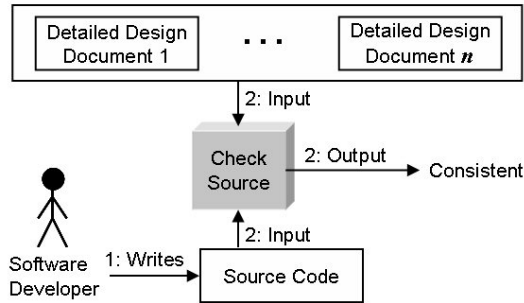 Detailed Design
Document 1
. . .
Detailed Design
Document n
2: Input
Check
Source
2: Output
Consistent
2: Input
Software
Developer
1: Writes
Source Code